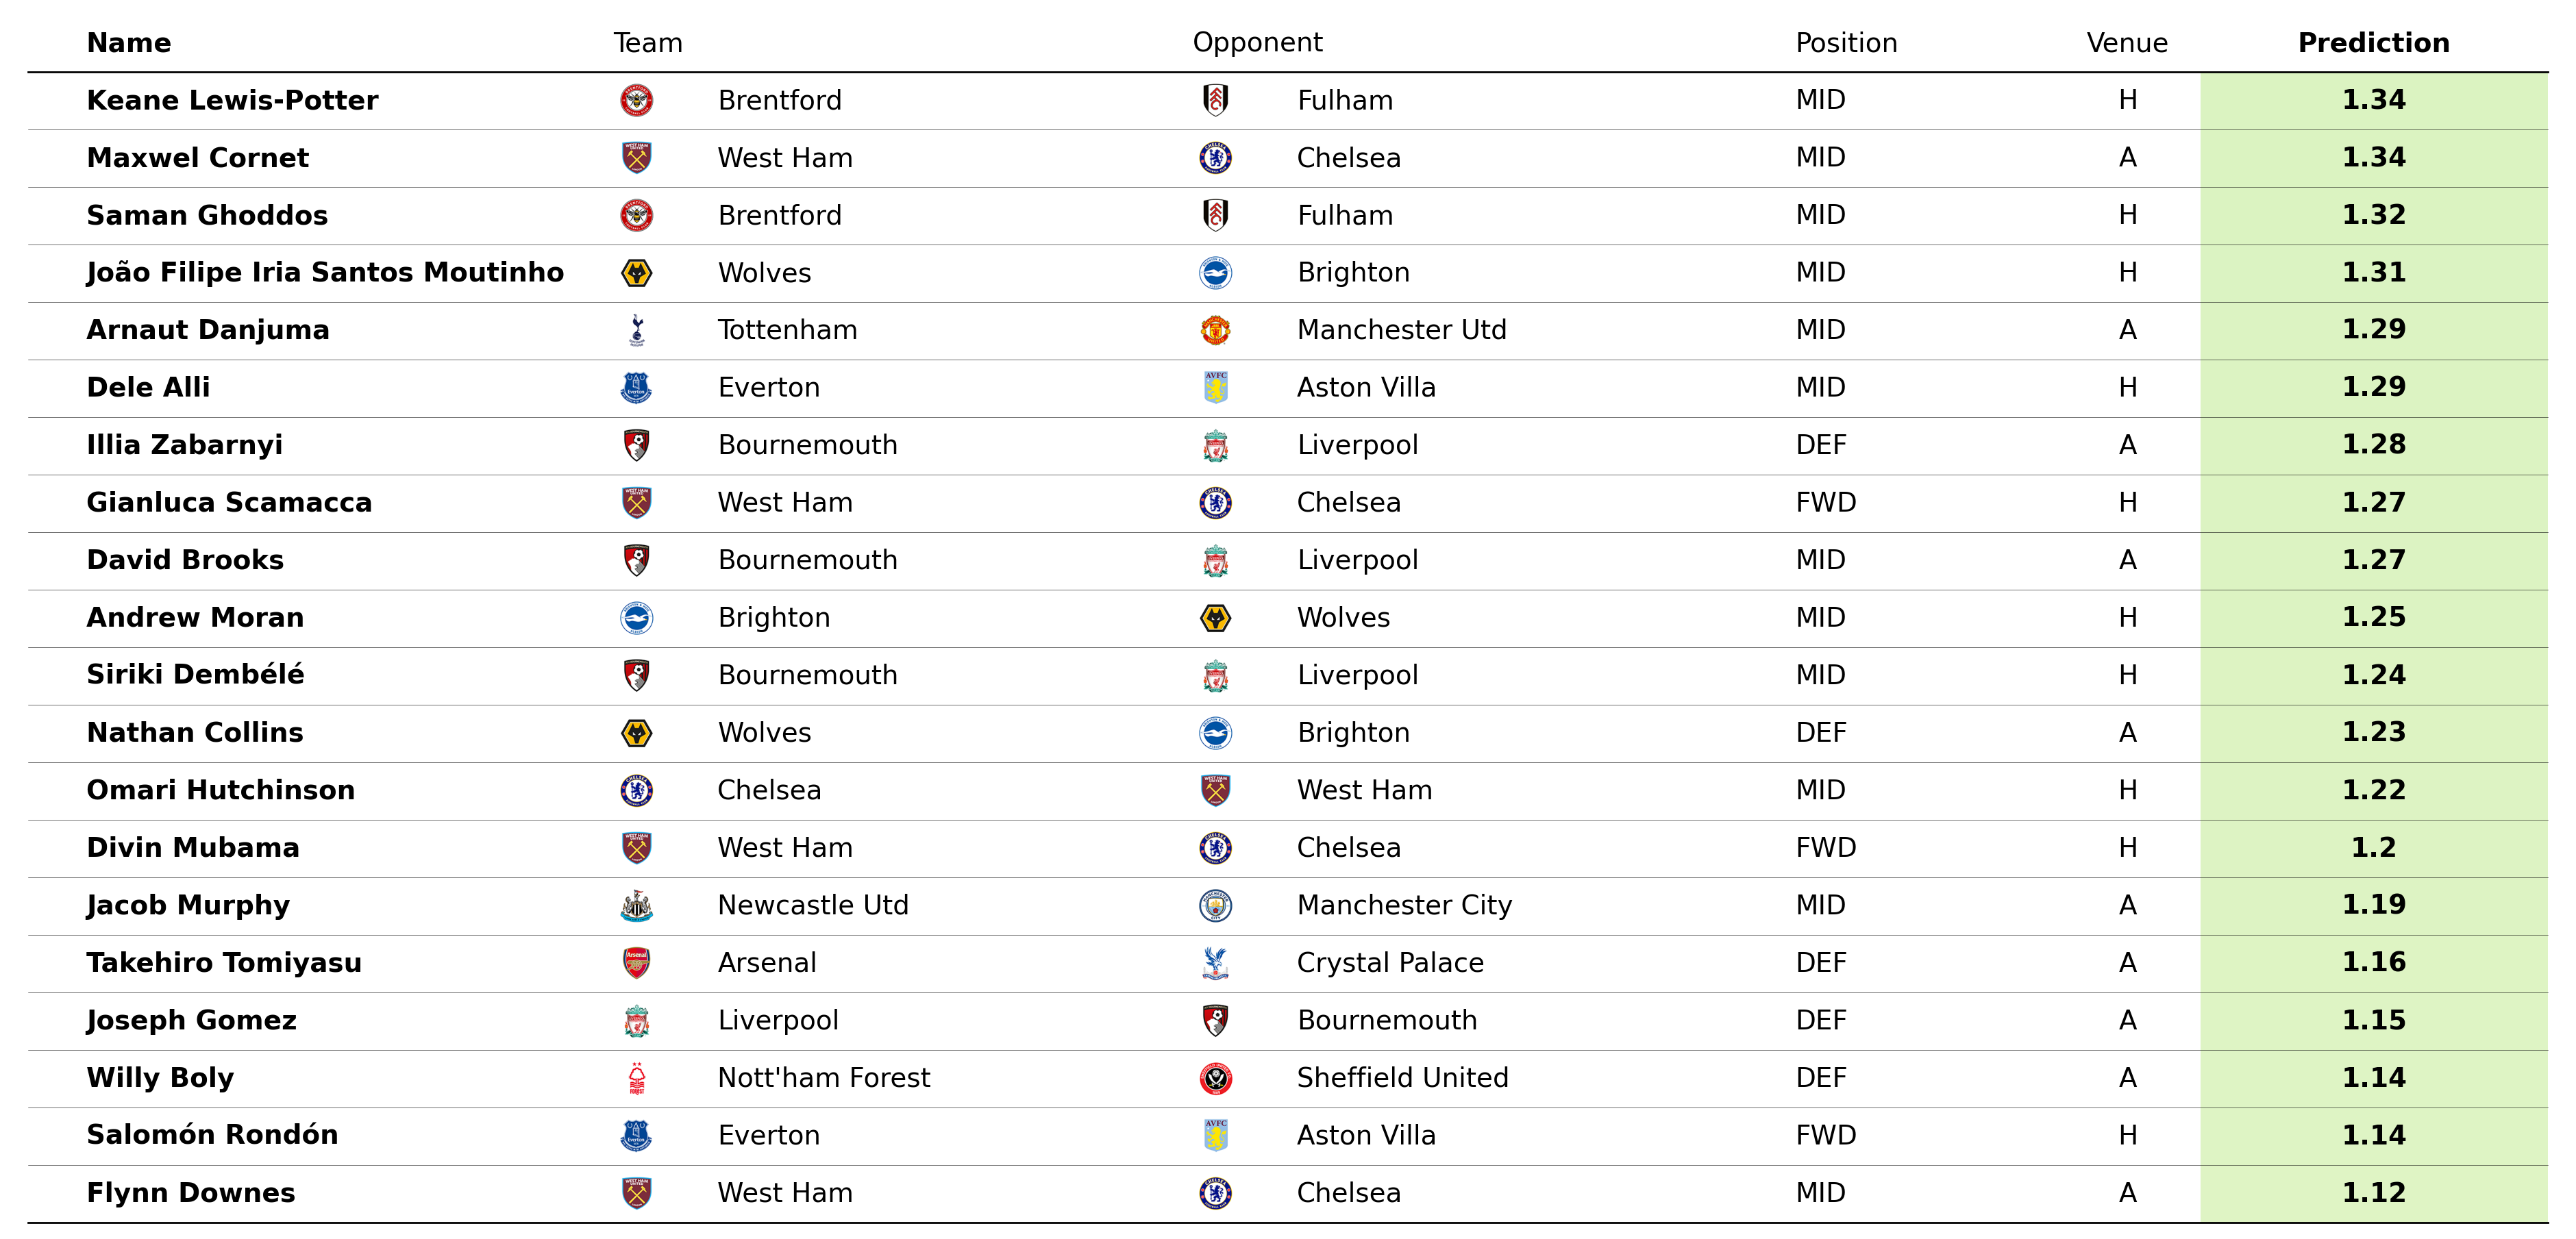 Name Team Opponent Position Venue Prediction
Keane Lewis-Potter Brentford Fulham MID H 1.34
Maxwel Cornet West Ham Chelsea MID A 1.34
Saman Ghoddos Brentford Fulham MID H 1.32
João Filipe Iria Santos Moutinho Wolves Brighton MID H 1.31
Arnaut Danjuma Tottenham Manchester Utd MID A 1.29
Dele Alli Everton Aston Villa MID H 1.29
Illia Zabarnyi Bournemouth Liverpool DEF A 1.28
Gianluca Scamacca West Ham Chelsea FWD H 1.27
David Brooks Bournemouth Liverpool MID A 1.27
Andrew Moran Brighton Wolves MID H 1.25
Siriki Dembélé Bournemouth Liverpool MID H 1.24
Nathan Collins Wolves Brighton DEF A 1.23
Omari Hutchinson Chelsea West Ham MID H 1.22
Divin Mubama West Ham Chelsea FWD H 1.2
Jacob Murphy Newcastle Utd Manchester City MID A 1.19
Takehiro Tomiyasu Arsenal Crystal Palace DEF A 1.16
Joseph Gomez Liverpool Bournemouth DEF A 1.15
Willy Boly Nott'ham Forest Sheffield United DEF A 1.14
Salomón Rondón Everton Aston Villa FWD H 1.14
Flynn Downes West Ham Chelsea MID A 1.12